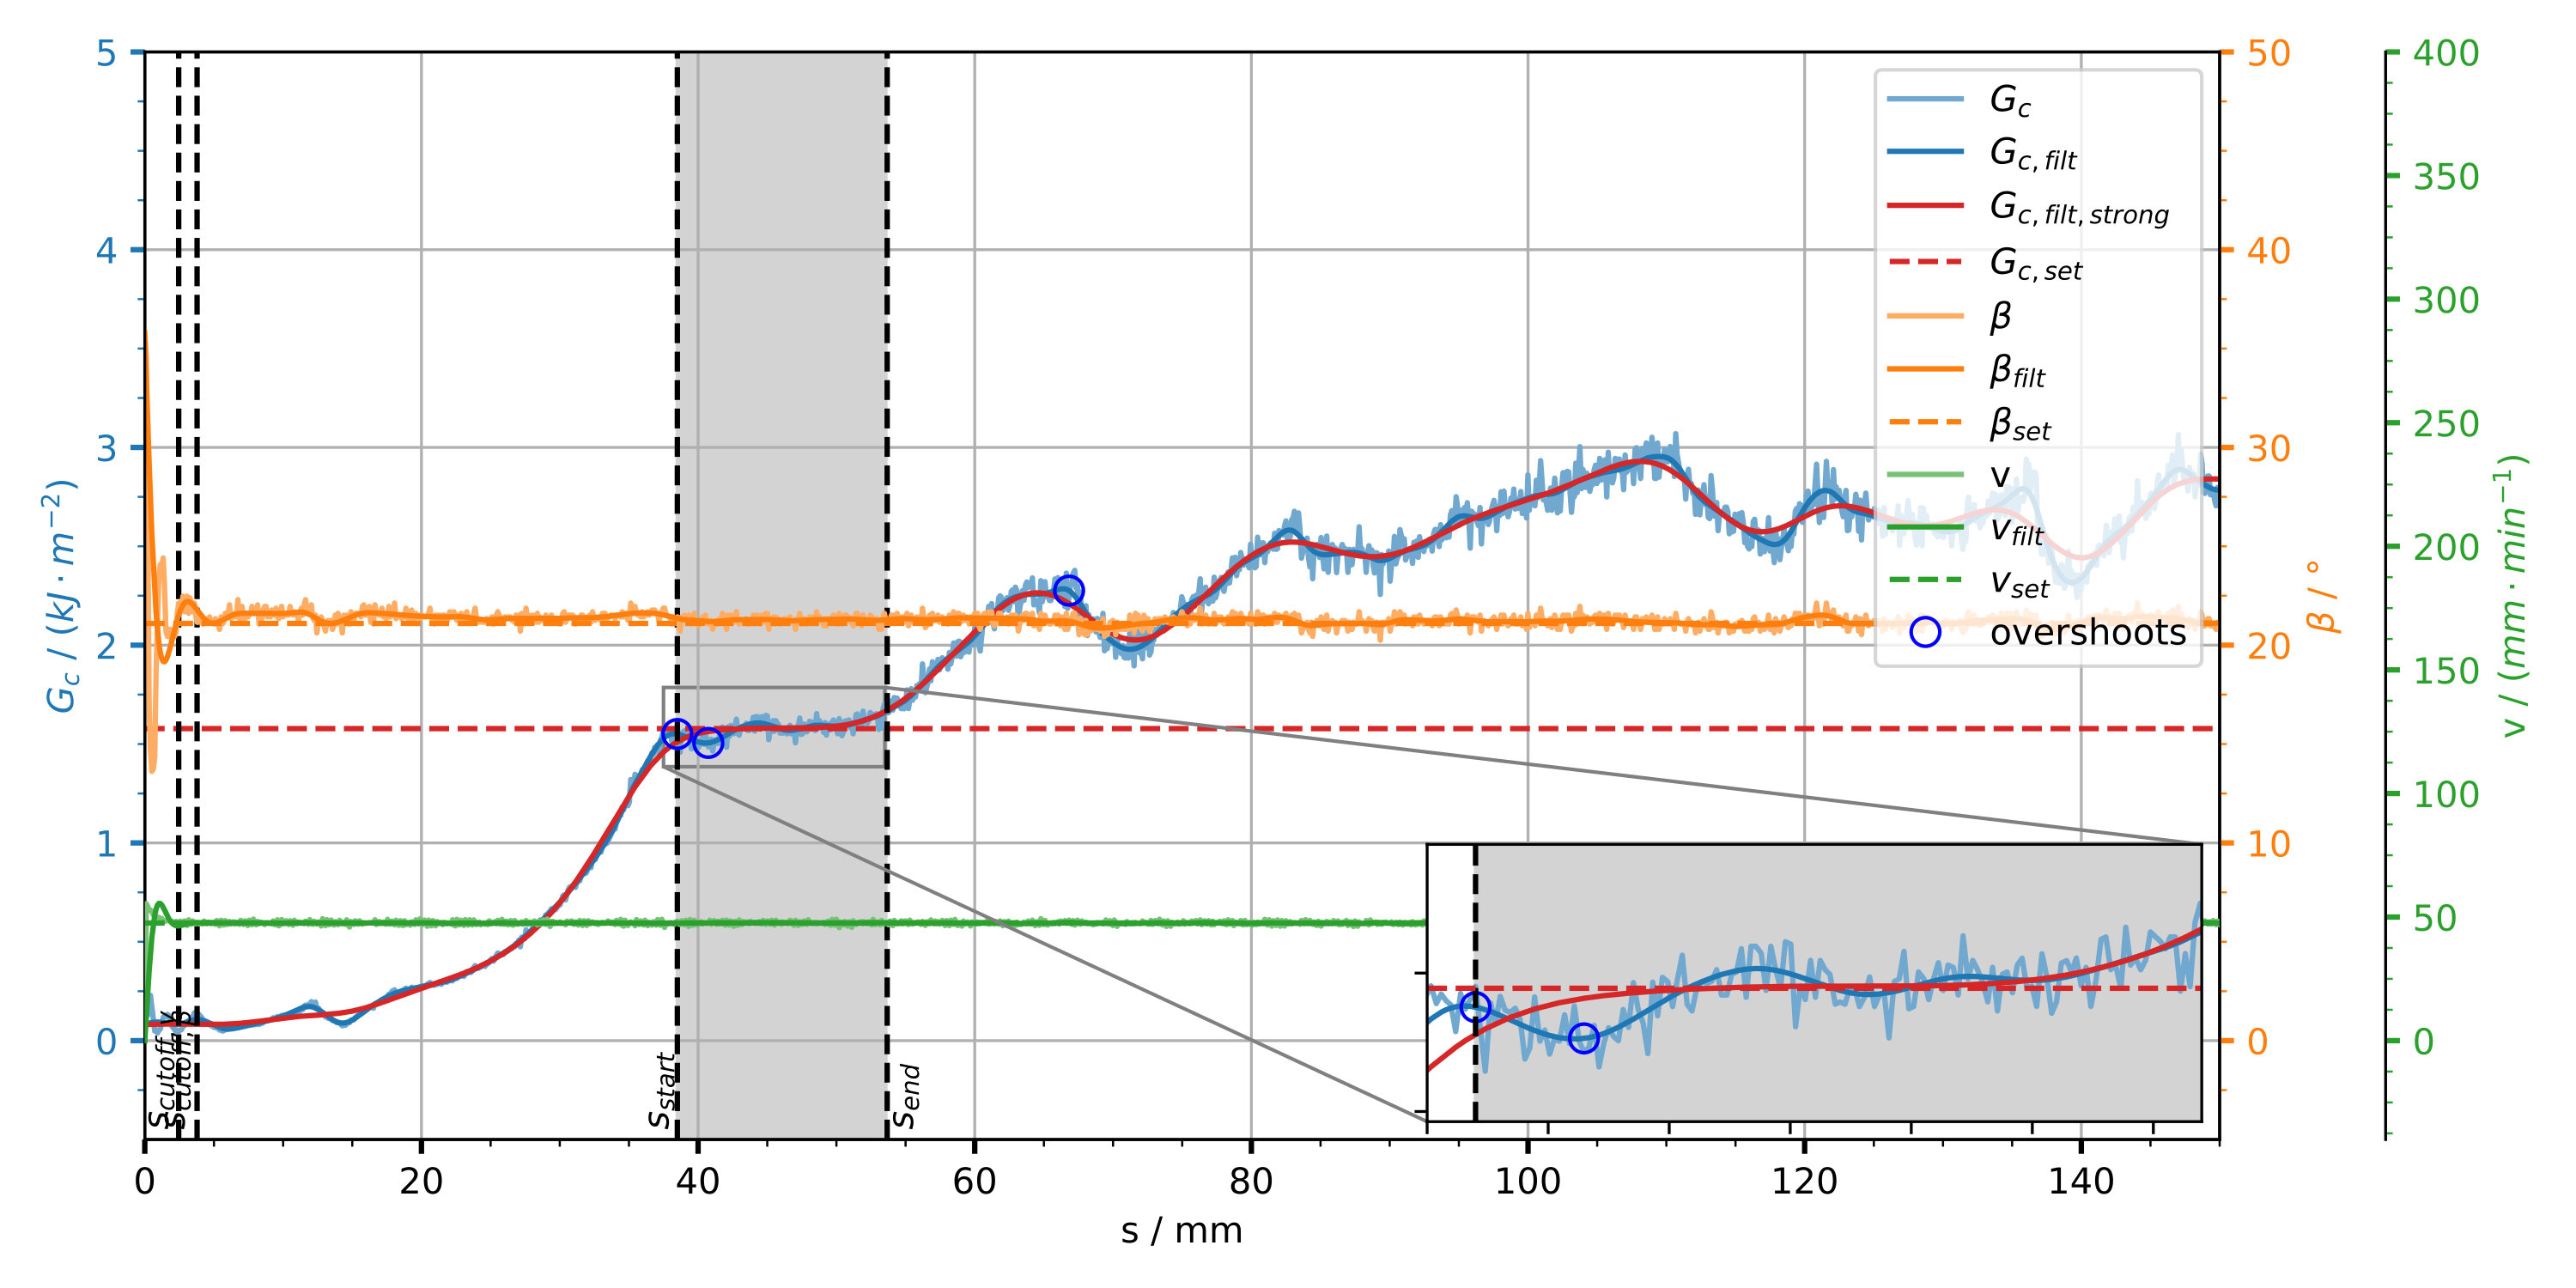 5
4
3
2
1
0
G_c / (kJ · m^−2)
0
20
40
60
80
100
120
140
s / mm
50
40
30
20
10
0
β / °
400
350
300
250
200
150
100
50
0
v / (mm · min^−1)
G_c
G_c, filt
G_c, filt, strong
G_c, set
β
β_filt
β_set
v
v_filt
v_set
overshoots
s_cutoff, v
s_cutoff, β
s_start
s_end